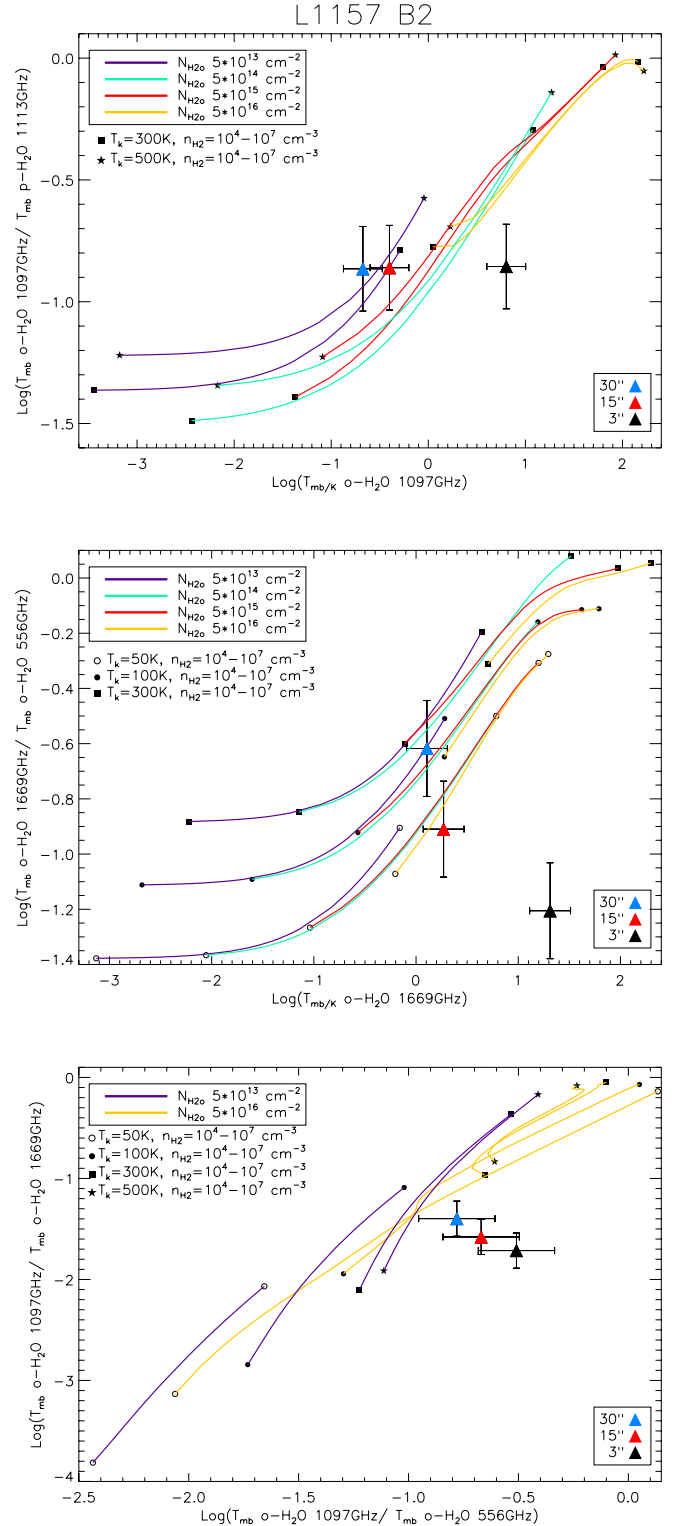 L1157 B2
N_H2o 5*10^13 cm^-2
N_H2o 5*10^14 cm^-2
N_H2o 5*10^15 cm^-2
N_H2o 5*10^16 cm^-2
T_k=300K, n_H2=10^4-10^7 cm^-3
T_k=500K, n_H2=10^4-10^7 cm^-3
Log(T_mb o-H_2O 1097GHz/ T_mb p-H_2O 1113GHz)
0.0
-0.5
-1.0
-1.5
30"
15"
3"
-3 -2 -1 0 1 2
Log(T_mb/K o-H_2O 1097GHz)
N_H2o 5*10^13 cm^-2
N_H2o 5*10^14 cm^-2
N_H2o 5*10^15 cm^-2
N_H2o 5*10^16 cm^-2
T_k=50K, n_H2=10^4-10^7 cm^-3
T_k=100K, n_H2=10^4-10^7 cm^-3
T_k=300K, n_H2=10^4-10^7 cm^-3
Log(T_mb o-H_2O 1669GHz/ T_mb o-H_2O 556GHz)
0.0
-0.2
-0.4
-0.6
-0.8
-1.0
-1.2
-1.4
30"
15"
3"
-3 -2 -1 0 1 2
Log(T_mb/K o-H_2O 1669GHz)
N_H2o 5*10^13 cm^-2
N_H2o 5*10^16 cm^-2
T_k=50K, n_H2=10^4-10^7 cm^-3
T_k=100K, n_H2=10^4-10^7 cm^-3
T_k=300K, n_H2=10^4-10^7 cm^-3
T_k=500K, n_H2=10^4-10^7 cm^-3
Log(T_mb o-H_2O 1097GHz/ T_mb o-H_2O 1669GHz)
0
-1
-2
-3
-4
30"
15"
3"
-2.5 -2.0 -1.5 -1.0 -0.5 0.0
Log(T_mb o-H_2O 1097GHz/ T_mb o-H_2O 556GHz)